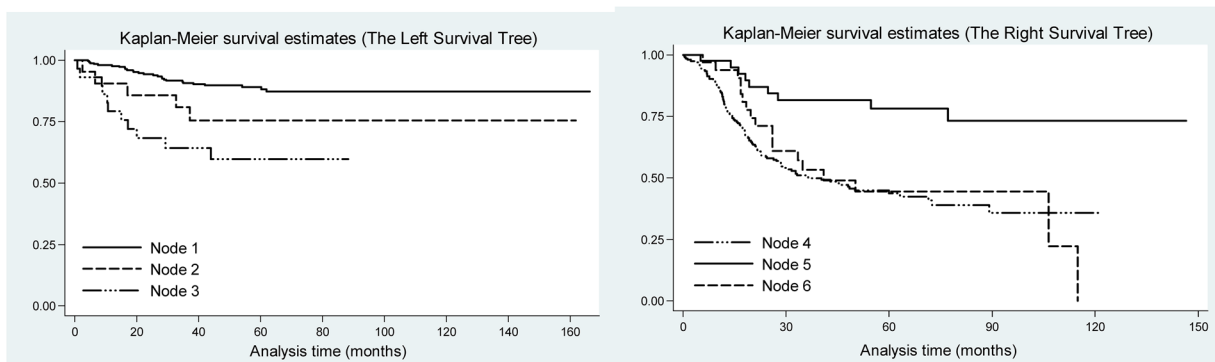 Kaplan-Meier survival estimates (The Left Survival Tree)
1.00
0.75
0.50
0.25
0.00
Node 1
Node 2
Node 3
0 20 40 60 80 100 120 140 160
Analysis time (months)
Kaplan-Meier survival estimates (The Right Survival Tree)
1.00
0.75
0.50
0.25
0.00
Node 4
Node 5
Node 6
0 30 60 90 120 150
Analysis time (months)